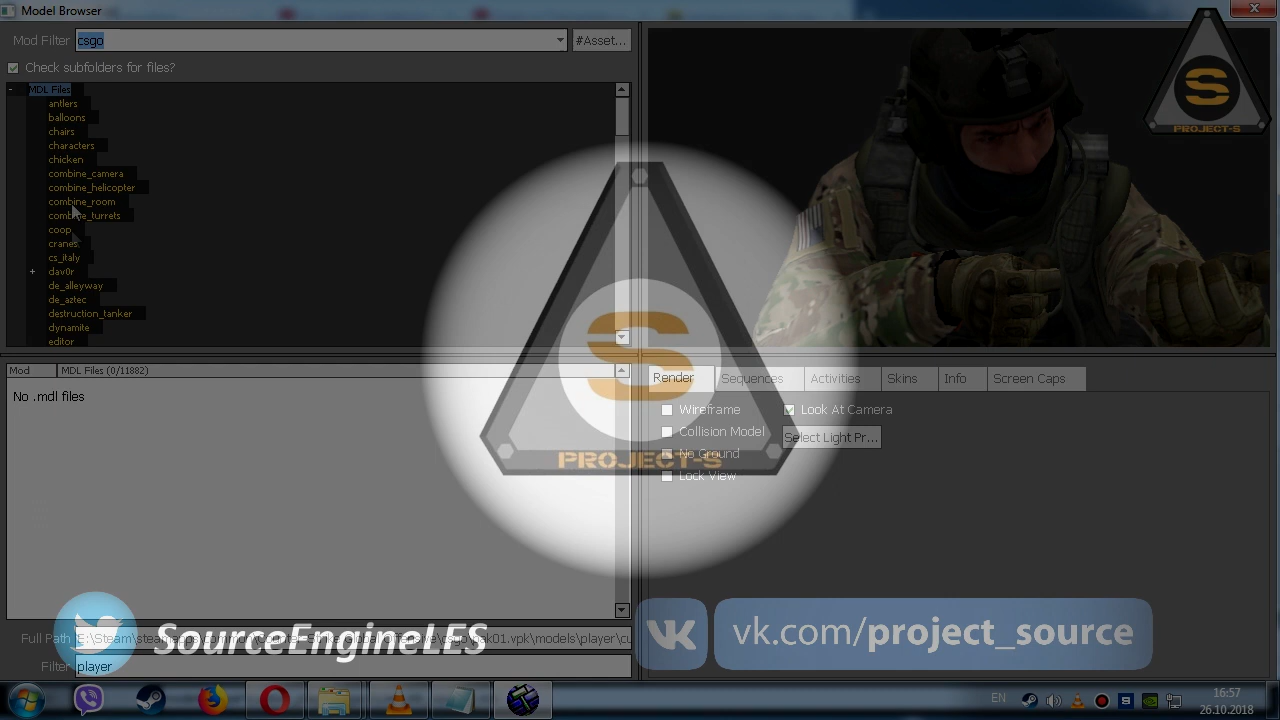 Model Browser
Mod Filter csgo #Asset...
Check subfolders for files?
MDL Files
antlers
balloons
chairs
characters
chicken
combine_camera
combine_helicopter
combine_room
combine_turrets
coop
cranes
cs_italy
dav0r
de_alleyway
de_aztec
destruction_tanker
dynamite
editor
S
PROJECT-S
Mod MDL Files (0/11882)
No .mdl files
S
PROJECT-S
Render Sequences Activities Skins Info Screen Caps
Wireframe Look At Camera
Collision Model Select Light Pr...
No Ground
Lock View
Full Path
SourceEngineLES
vk.com/project_source
Filter player
EN
16:57
26.10.2018